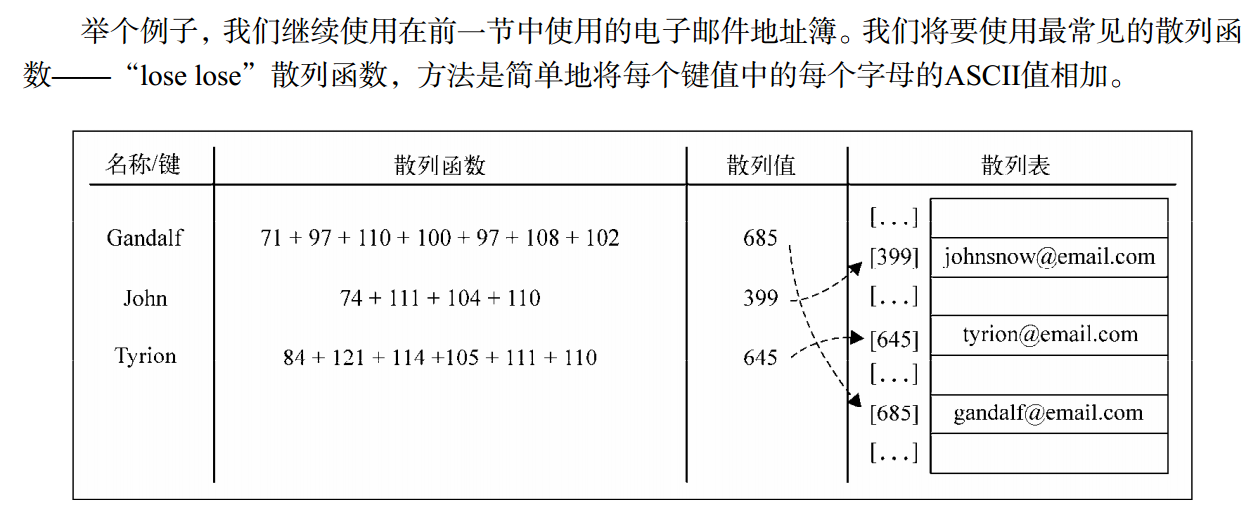 举个例子，我们继续使用在前一节中使用的电子邮件地址簿。我们将要使用最常见的散列函
数——“lose lose”散列函数，方法是简单地将每个键值中的每个字母的ASCII值相加。
名称/键 散列函数 散列值 散列表
[...]
Gandalf 71 + 97 + 110 + 100 + 97 + 108 + 102 685
[399] johnsnow@email.com
John 74 + 111 + 104 + 110 399 [...]
[645] tyrion@email.com
Tyrion 84 + 121 + 114 +105 + 111 + 110 645
[...]
[685] gandalf@email.com
[...]